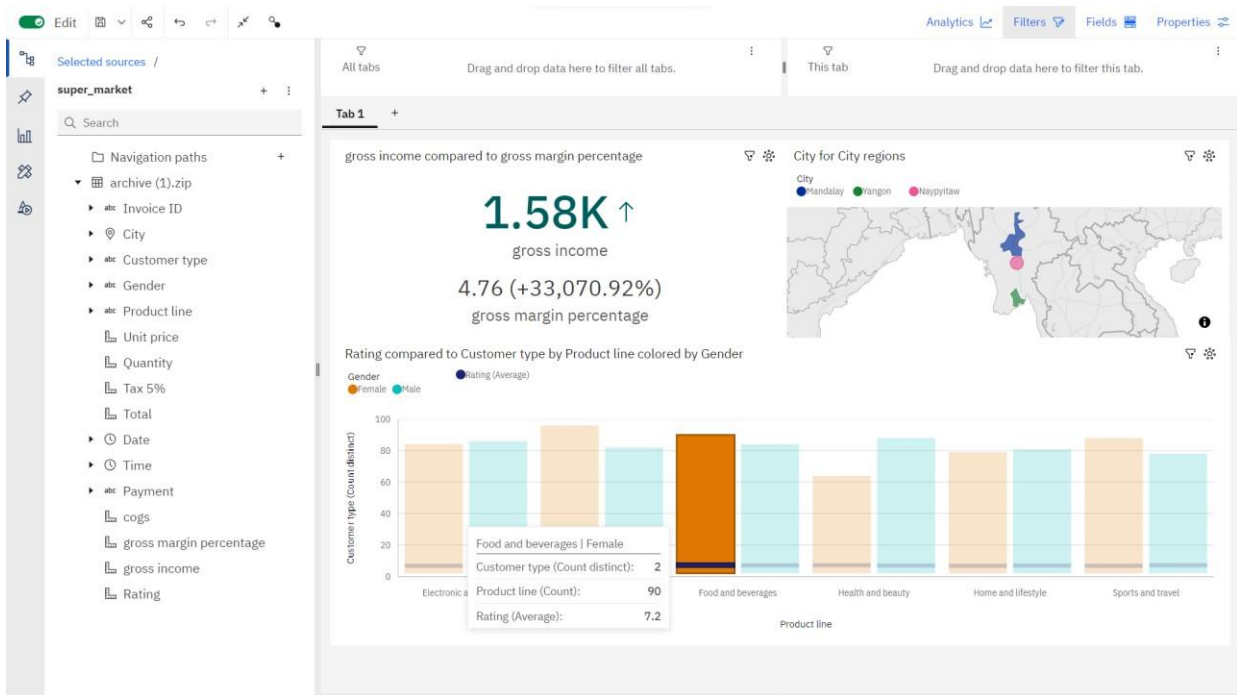 Edit
Analytics
Filters
Fields
Properties
Selected sources /
super_market
Search
Navigation paths
archive (1).zip
Invoice ID
City
Customer type
Gender
Product line
Unit price
Quantity
Tax 5%
Total
Date
Time
Payment
cogs
gross margin percentage
gross income
Rating
All tabs
Drag and drop data here to filter all tabs.
This tab
Drag and drop data here to filter this tab.
Tab 1
gross income compared to gross margin percentage
1.58K ↑
gross income
4.76 (+33,070.92%)
gross margin percentage
City for City regions
City
Mandalay Yangon Naypyitaw
Rating compared to Customer type by Product line colored by Gender
Gender
Female Male
Rating (Average)
Customer type (Count distinct)
100
80
60
40
20
0
Food and beverages | Female
Customer type (Count distinct): 2
Product line (Count): 90
Rating (Average): 7.2
Electronic a
Food and beverages
Health and beauty
Home and lifestyle
Sports and travel
Product line